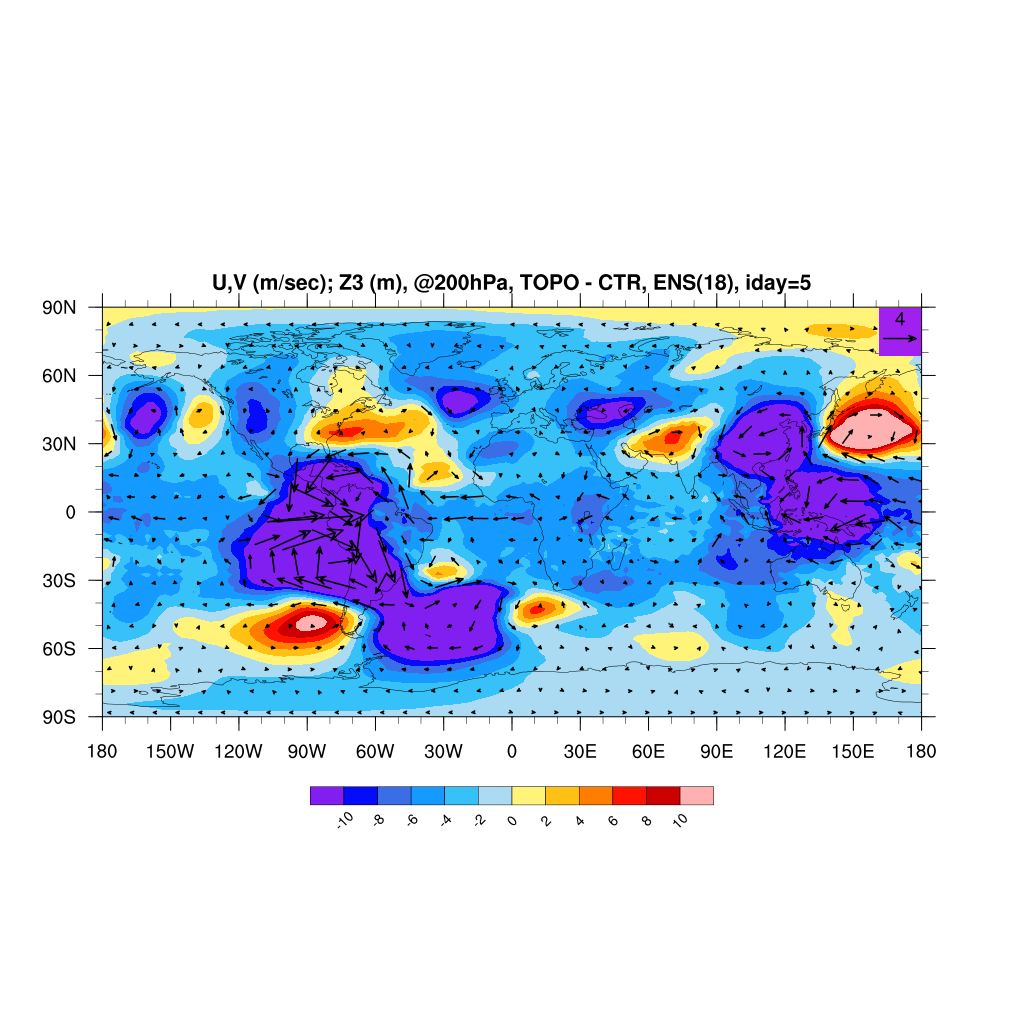 U,V (m/sec); Z3 (m), @200hPa, TOPO - CTR, ENS(18), iday=5
4
90N
60N
30N
0
30S
60S
90S
180 150W 120W 90W 60W 30W 0 30E 60E 90E 120E 150E 180
-10 -8 -6 -4 -2 0 2 4 6 8 10